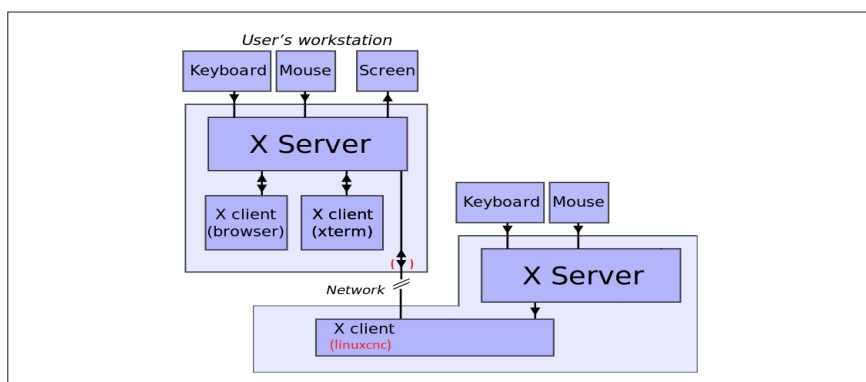 User's workstation
Keyboard
Mouse
Screen
X Server
X client
(browser)
X client
(xterm)
( )
Network
Keyboard
Mouse
X Server
X client
(linuxcnc)